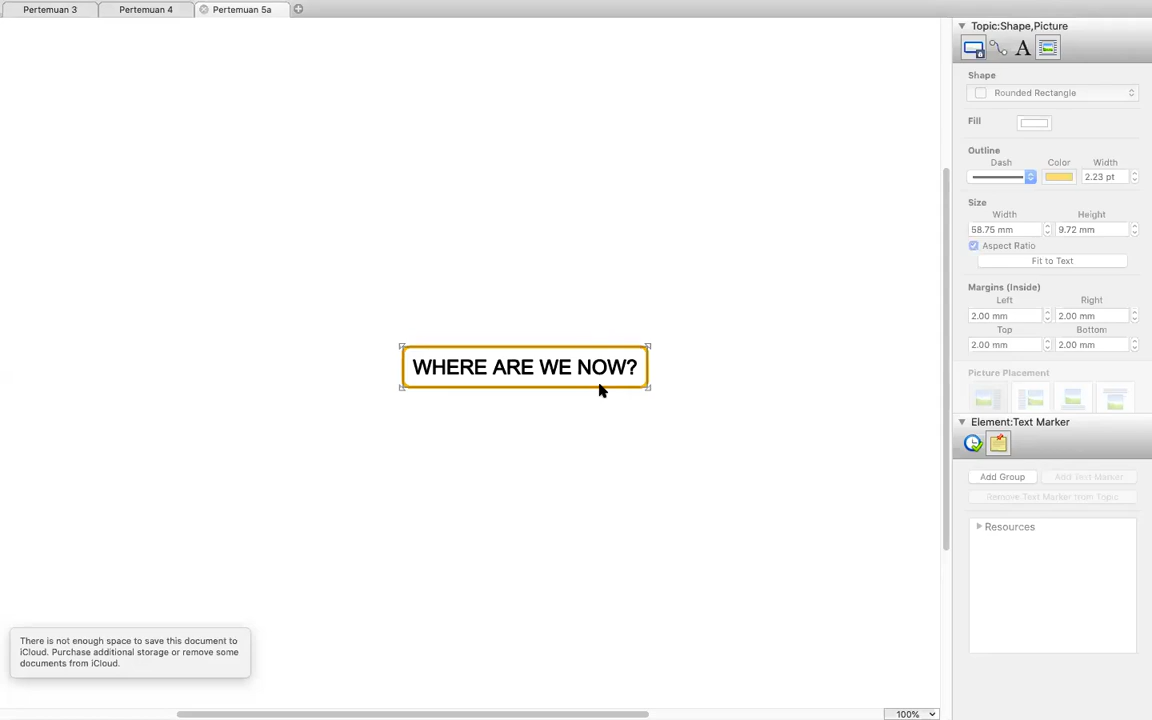 Pertemuan 3
Pertemuan 4
Pertemuan 5a
Topic:Shape,Picture
A
Shape
Rounded Rectangle
Fill
Outline
Dash
Color
Width
2.23 pt
Size
Width
Height
58.75 mm
9.72 mm
Aspect Ratio
Fit to Text
Margins (Inside)
Left
Right
2.00 mm
2.00 mm
Top
Bottom
2.00 mm
2.00 mm
Picture Placement
WHERE ARE WE NOW?
Element:Text Marker
Add Group
Add Text Marker
Remove Text Marker from Topic
Resources
There is not enough space to save this document to
iCloud. Purchase additional storage or remove some
documents from iCloud.
100%